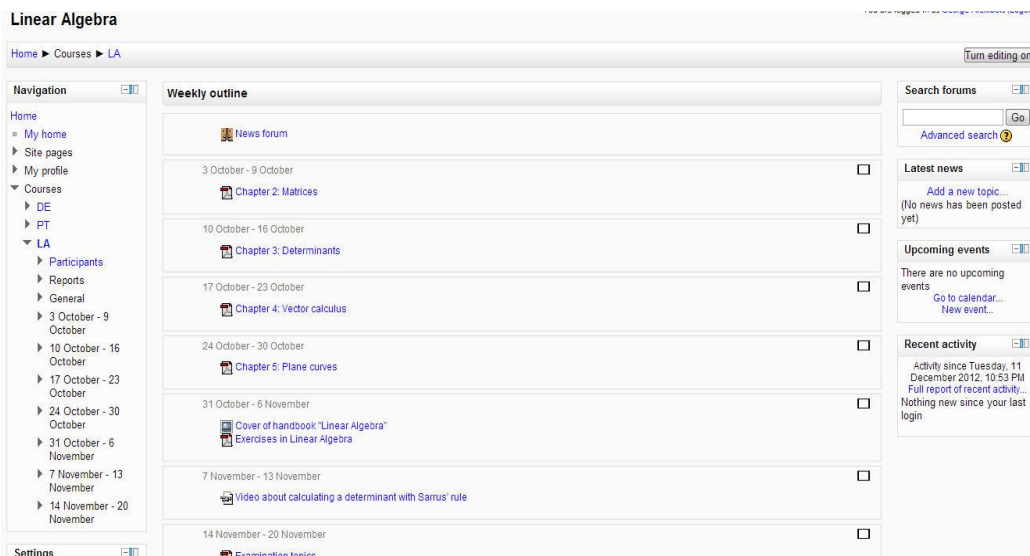 Linear Algebra
Home ► Courses ► LA
Turn editing on
Navigation
Home
My home
Site pages
My profile
Courses
DE
PT
LA
Participants
Reports
General
3 October - 9
October
10 October - 16
October
17 October - 23
October
24 October - 30
October
31 October - 6
November
7 November - 13
November
14 November - 20
November
Settings
Weekly outline
News forum
3 October - 9 October
Chapter 2: Matrices
10 October - 16 October
Chapter 3: Determinants
17 October - 23 October
Chapter 4: Vector calculus
24 October - 30 October
Chapter 5: Plane curves
31 October - 6 November
Cover of handbook "Linear Algebra"
Exercises in Linear Algebra
7 November - 13 November
Video about calculating a determinant with Sarrus' rule
14 November - 20 November
Examination topics
Search forums
Go
Advanced search
Latest news
Add a new topic...
(No news has been posted
yet)
Upcoming events
There are no upcoming
events
Go to calendar...
New event...
Recent activity
Activity since Tuesday, 11
December 2012, 10:53 PM
Full report of recent activity...
Nothing new since your last
login